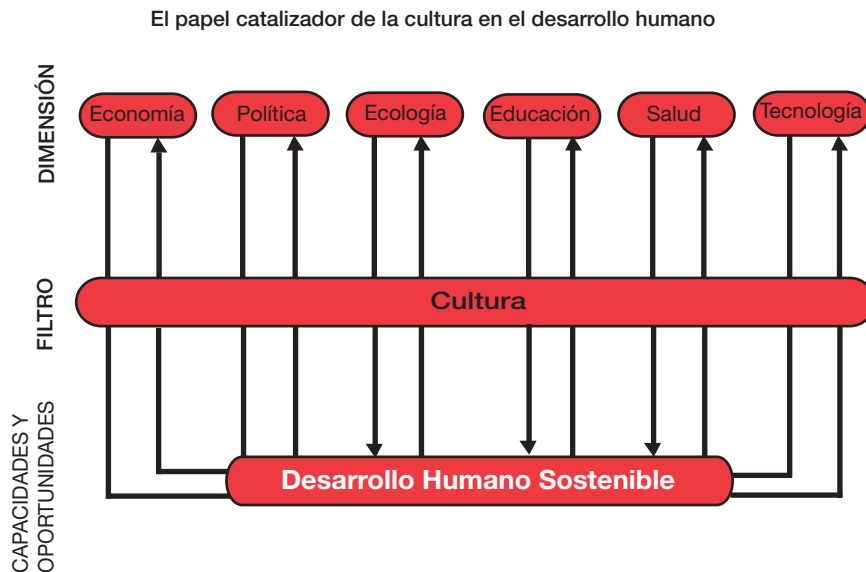 El papel catalizador de la cultura en el desarrollo humano
DIMENSIÓN
Economía
Política
Ecología
Educación
Salud
Tecnología
FILTRO
Cultura
CAPACIDADES Y
OPORTUNIDADES
Desarrollo Humano Sostenible